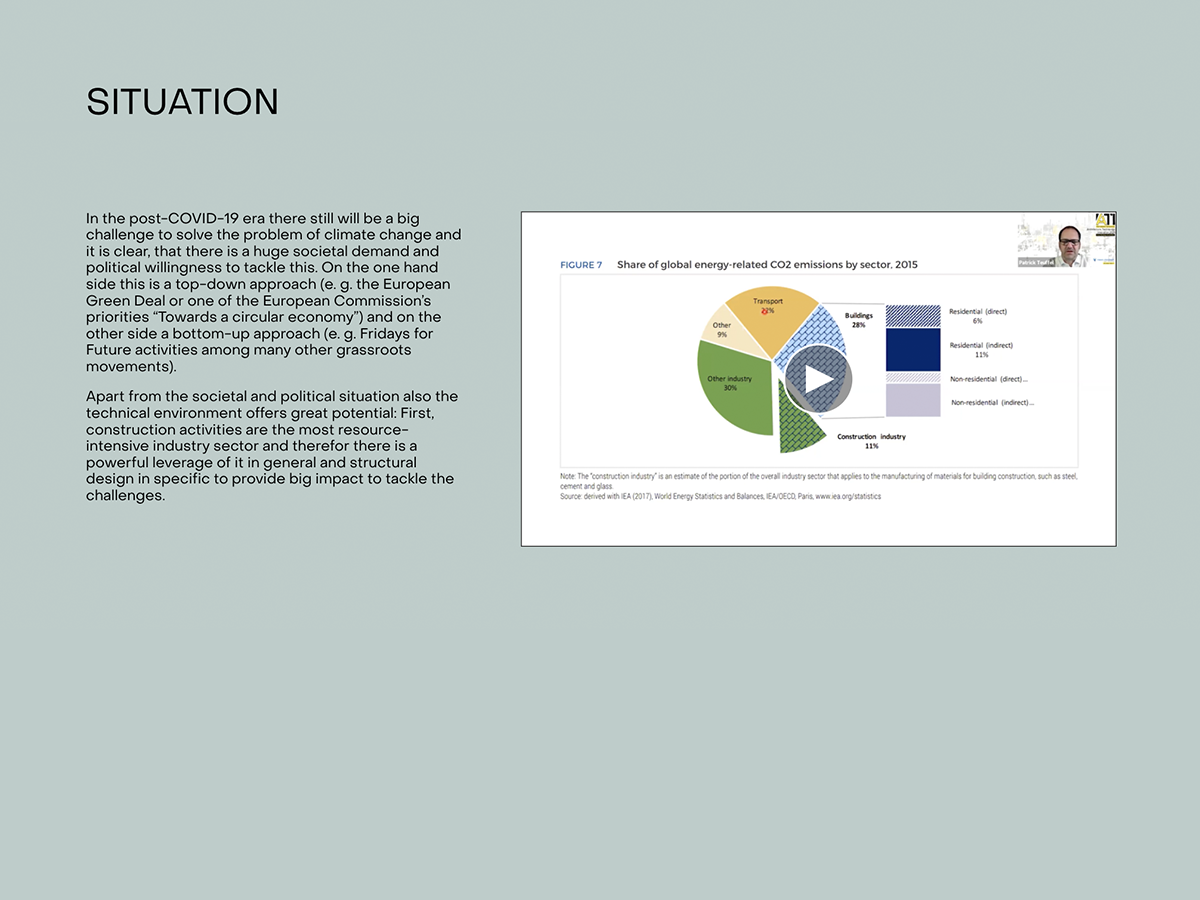 SITUATION
In the post-COVID-19 era there still will be a big
challenge to solve the problem of climate change and
it is clear, that there is a huge societal demand and
political willingness to tackle this. On the one hand
side this is a top-down approach (e. g. the European
Green Deal or one of the European Commission's
priorities “Towards a circular economy”) and on the
other side a bottom-up approach (e. g. Fridays for
Future activities among many other grassroots
movements).
Apart from the societal and political situation also the
technical environment offers great potential: First,
construction activities are the most resource-
intensive industry sector and therefor there is a
powerful leverage of it in general and structural
design in specific to provide big impact to tackle the
challenges.
Patrick Teuffel
FIGURE 7 Share of global energy-related CO2 emissions by sector, 2015
Transport
Other
9%
Buildings
28%
Other industry
30%
Construction industry
11%
Residential (direct)
6%
Residential (indirect)
11%
Non-residential (direct)...
Non-residential (indirect)...
Note: The "construction industry" is an estimate of the portion of the overall industry sector that applies to the manufacturing of materials for building construction, such as steel,
cement and glass.
Source: derived with IEA (2017), World Energy Statistics and Balances, IEA/OECD, Paris, www.iea.org/statistics